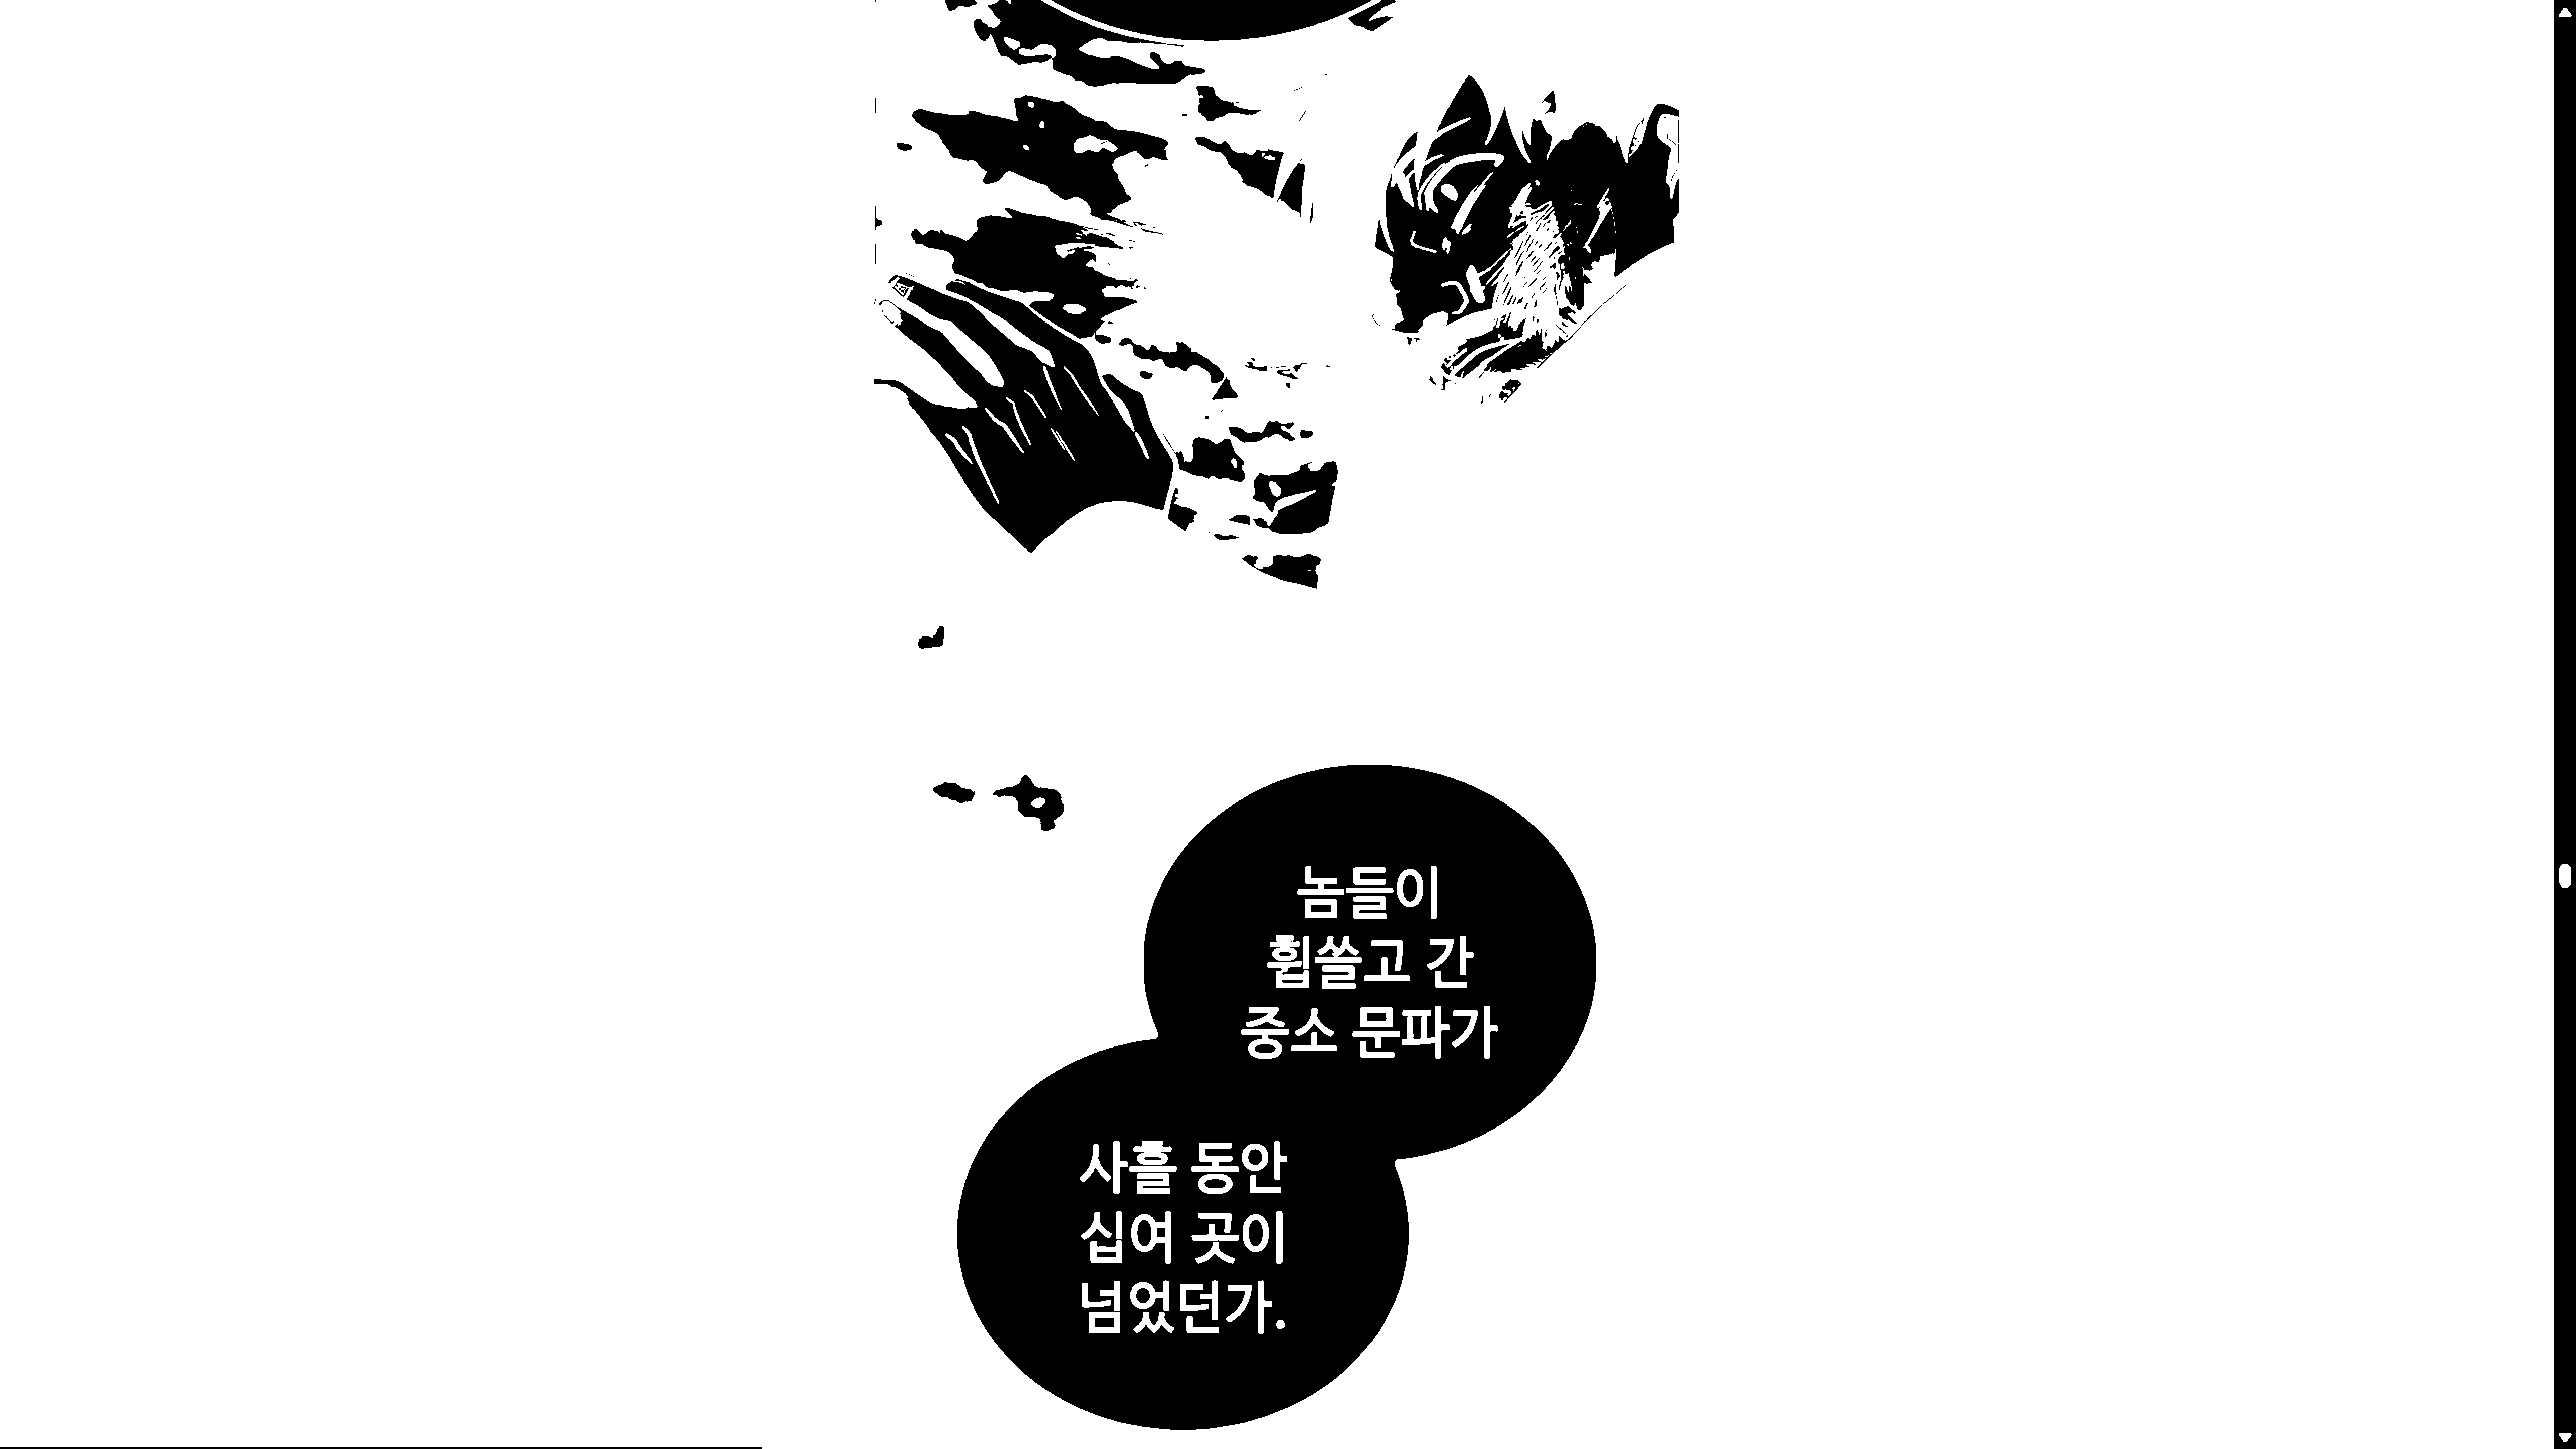 놈들이
휩쓸고 간
중소 문파가
사흘 동안
십여 곳이
넘었던가.